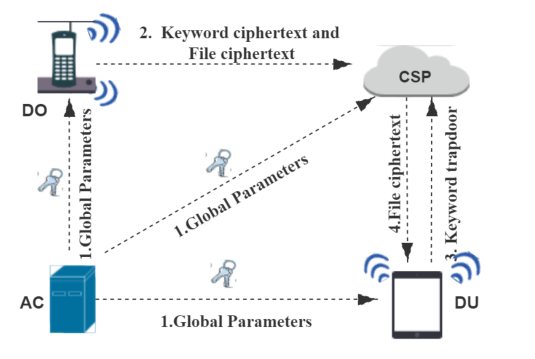 2. Keyword ciphertext and
File ciphertext
CSP
DO
1.Global Parameters
1.Global Parameters
4.File ciphertext
3. Keyword trapdoor
AC
1.Global Parameters
DU